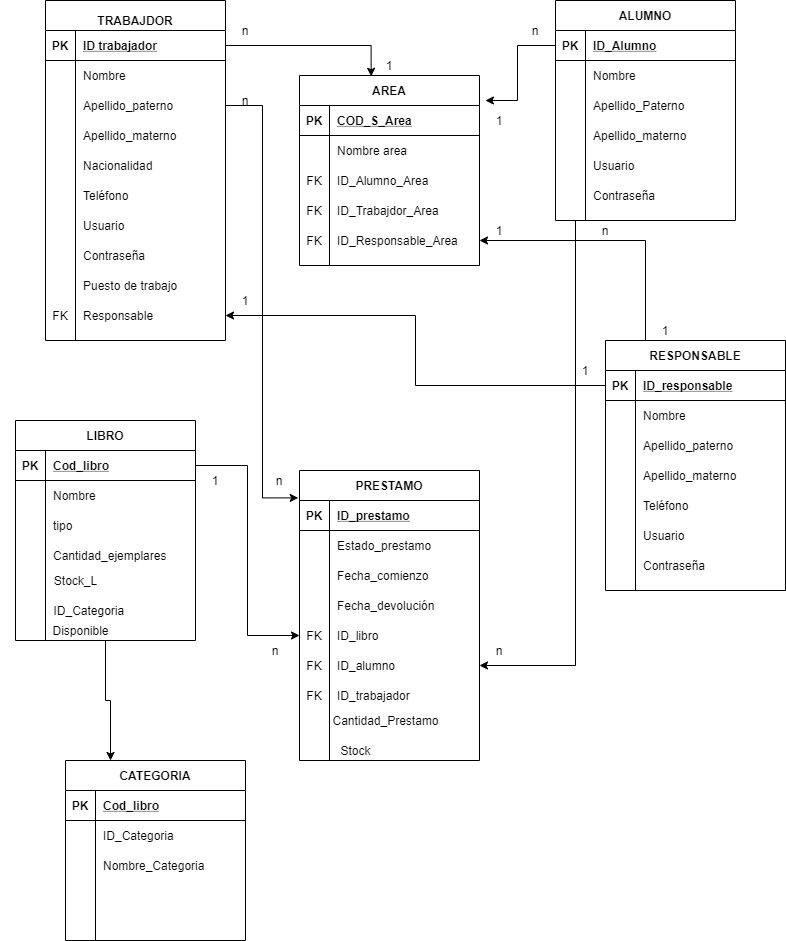 TRABAJDOR
PK ID trabajador
Nombre
Apellido_paterno
Apellido_materno
Nacionalidad
Teléfono
Usuario
Contraseña
Puesto de trabajo
FK Responsable
n
1
n
AREA
PK COD_S_Area
Nombre area
FK ID_Alumno_Area
FK ID_Trabajdor_Area
FK ID_Responsable_Area
n
1
ALUMNO
PK ID_Alumno
Nombre
Apellido_Paterno
Apellido_materno
Usuario
Contraseña
1
n
1
1
1
RESPONSABLE
PK ID_responsable
Nombre
Apellido_paterno
Apellido_materno
Teléfono
Usuario
Contraseña
LIBRO
PK Cod_libro
Nombre
tipo
Cantidad_ejemplares
Stock_L
ID_Categoria
Disponible
1
n
n
n
PRESTAMO
PK ID_prestamo
Estado_prestamo
Fecha_comienzo
Fecha_devolución
FK ID_libro
FK ID_alumno
FK ID_trabajador
Cantidad_Prestamo
Stock
CATEGORIA
PK Cod_libro
ID_Categoria
Nombre_Categoria